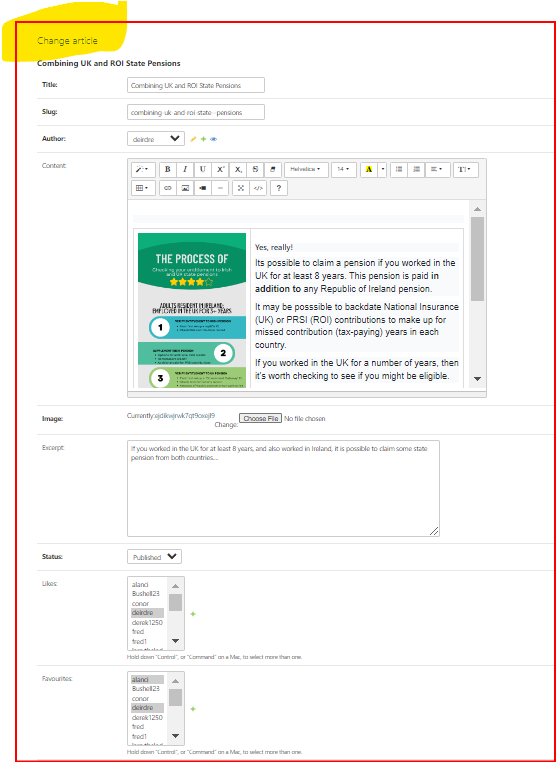 Change article
Combining UK and ROI State Pensions
Title:
Combining UK and ROI State Pensions
Slug:
combining-uk-and-roi-state--pensions
Author:
deirdre
Content:
B I U X² X₂ S
Helvetica
14
A
T
?
THE PROCESS OF
Checking your entitlement to Irish
and UK state pensions
ADULTS RESIDENT IN IRELAND;
EMPLOYED IN THE UK FOR 3+ YEARS
1
2
3
Yes, really!
Its possible to claim a pension if you worked in the
UK for at least 8 years. This pension is paid in
addition to any Republic of Ireland pension.
It may be posssible to backdate National Insurance
(UK) or PRSI (ROI) contributions to make up for
missed contribution (tax-paying) years in each
country.
If you worked in the UK for a number of years, then
it's worth checking to see if you might be eligible.
Image:
Currently:
Change:
Choose File No file chosen
Excerpt:
If you worked in the UK for at least 8 years, and also worked in Ireland, it is possible to claim some state
pension from both countries...
Status:
Published
Likes:
alanci
Bushell23
conor
deirdre
derek1250
fred
fred1
Hold down "Control", or "Command" on a Mac, to select more than one.
Favourites:
alanci
Bushell23
conor
deirdre
derek1250
fred
fred1
Hold down "Control", or "Command" on a Mac, to select more than one.